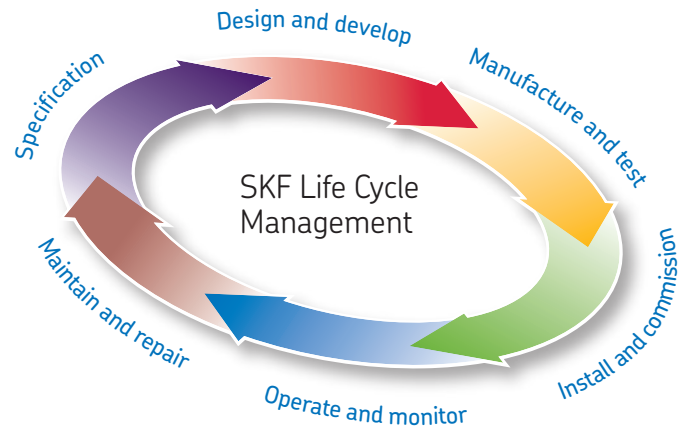 Design and develop
Manufacture and test
Specification
SKF Life Cycle
Management
Install and commission
Maintain and repair
Operate and monitor